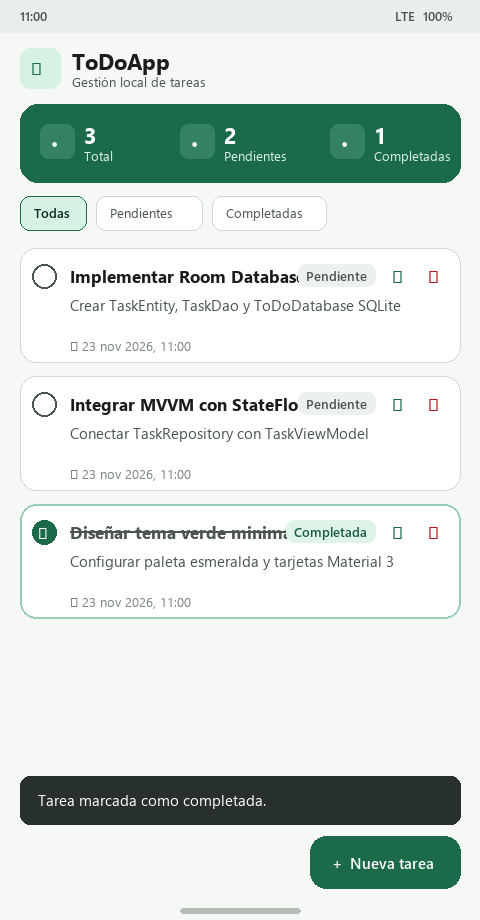 11:00 LTE 100%
ToDoApp
Gestión local de tareas
3 2 1
Total Pendientes Completadas
Todas Pendientes Completadas
Implementar Room Databas Pendiente
Crear TaskEntity, TaskDao y ToDoDatabase SQLite
23 nov 2026, 11:00
Integrar MVVM con StateFlo Pendiente
Conectar TaskRepository con TaskViewModel
23 nov 2026, 11:00
Diseñar tema verde minim Completada
Configurar paleta esmeralda y tarjetas Material 3
23 nov 2026, 11:00
Tarea marcada como completada.
+ Nueva tarea